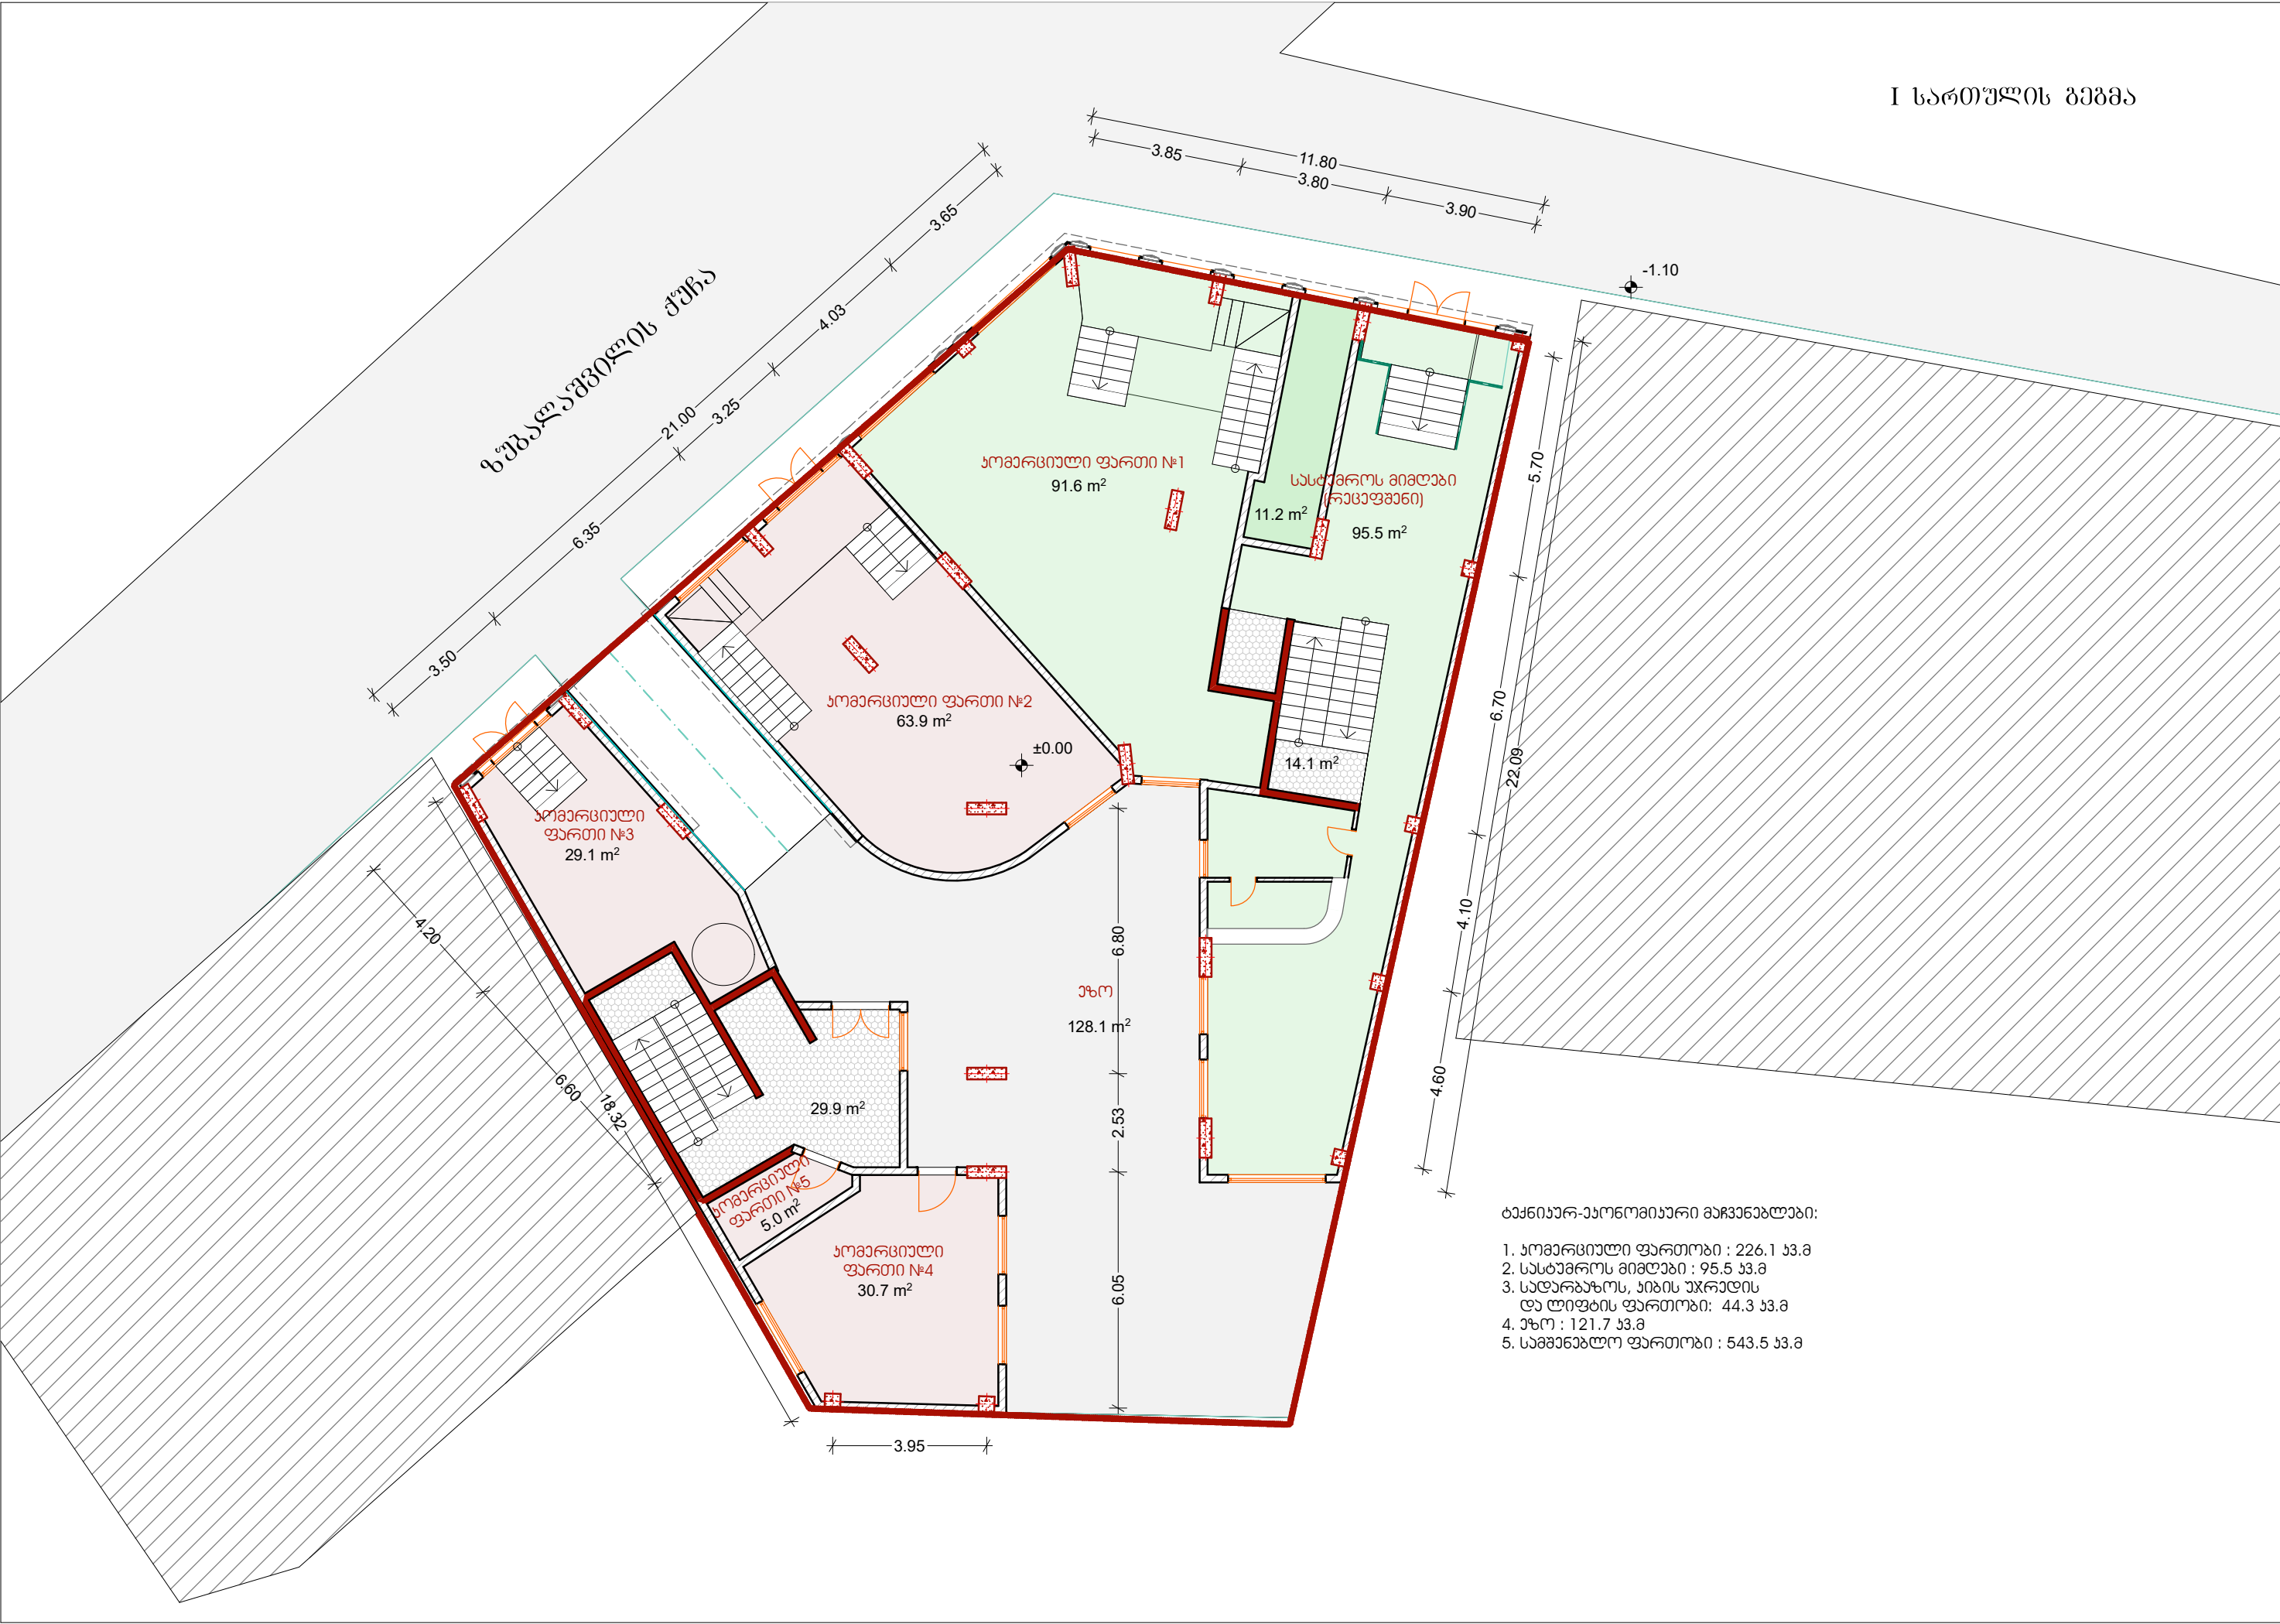 I სართულის გეგმა
ზუბალაშვილის ქუჩა
11.80
3.85
3.80
3.90
3.65
4.03
21.00
3.25
6.35
3.50
-1.10
კომერციული ფართი №1
91.6 m²
სასტუმროს მიმღები
(რეცეფშენი)
11.2 m²
95.5 m²
5.70
6.70
22.09
4.10
4.60
კომერციული ფართი №2
63.9 m²
±0.00
14.1 m²
კომერციული
ფართი №3
29.1 m²
4.20
6.60
18.32
6.80
ეზო
128.1 m²
2.53
29.9 m²
კომერციული
ფართი №5
5.0 m²
კომერციული
ფართი №4
30.7 m²
6.05
3.95
ტექნიკურ-ეკონომიკური მაჩვენებლები:
1. კომერციული ფართობი : 226.1 კვ.მ
2. სასტუმროს მიმღები : 95.5 კვ.მ
3. სადარბაზოს, კიბის უჯრედის
და ლიფტის ფართობი: 44.3 კვ.მ
4. ეზო : 121.7 კვ.მ
5. სამშენებლო ფართობი : 543.5 კვ.მ